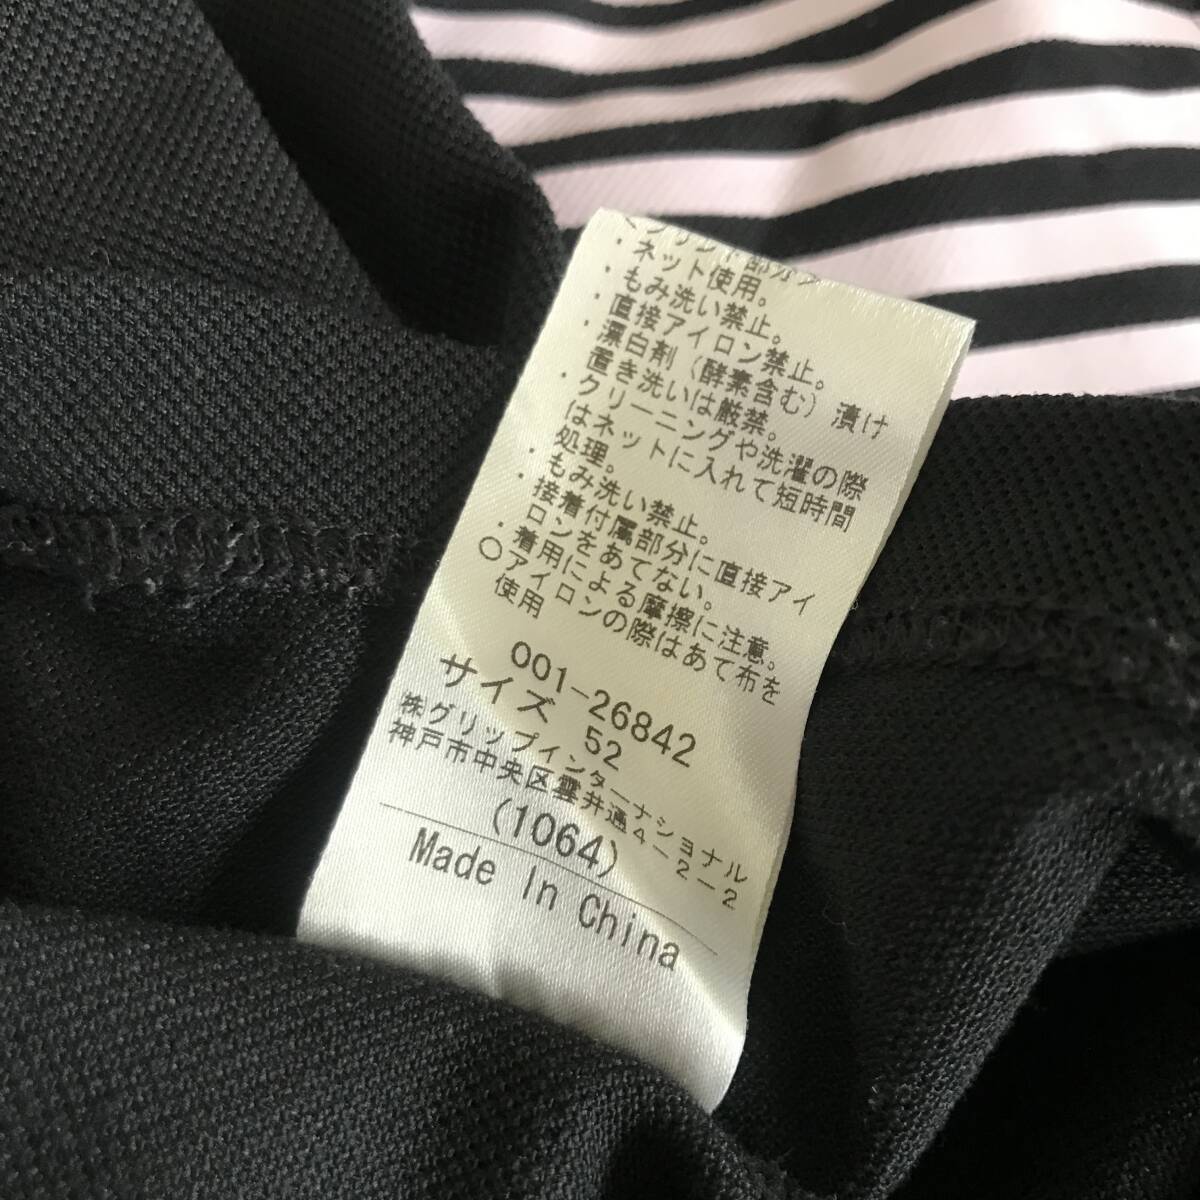 ・ネット使用。
・もみ洗い禁止。
・直接アイロン禁止。
・漂白剤（酵素含む）漬け
置き洗いは厳禁。
・クリーニングや洗濯の際
はネットに入れて短時間
処理。
・もみ洗い禁止。
・接着付属部分に直接アイ
ロンをあてない。
・着用による摩擦に注意。
○アイロンの際はあて布を
使用
001-26842
サイズ 52
株グリップインターナショナル
神戸市中央区雲井通4-2-2
(1064)
Made In China